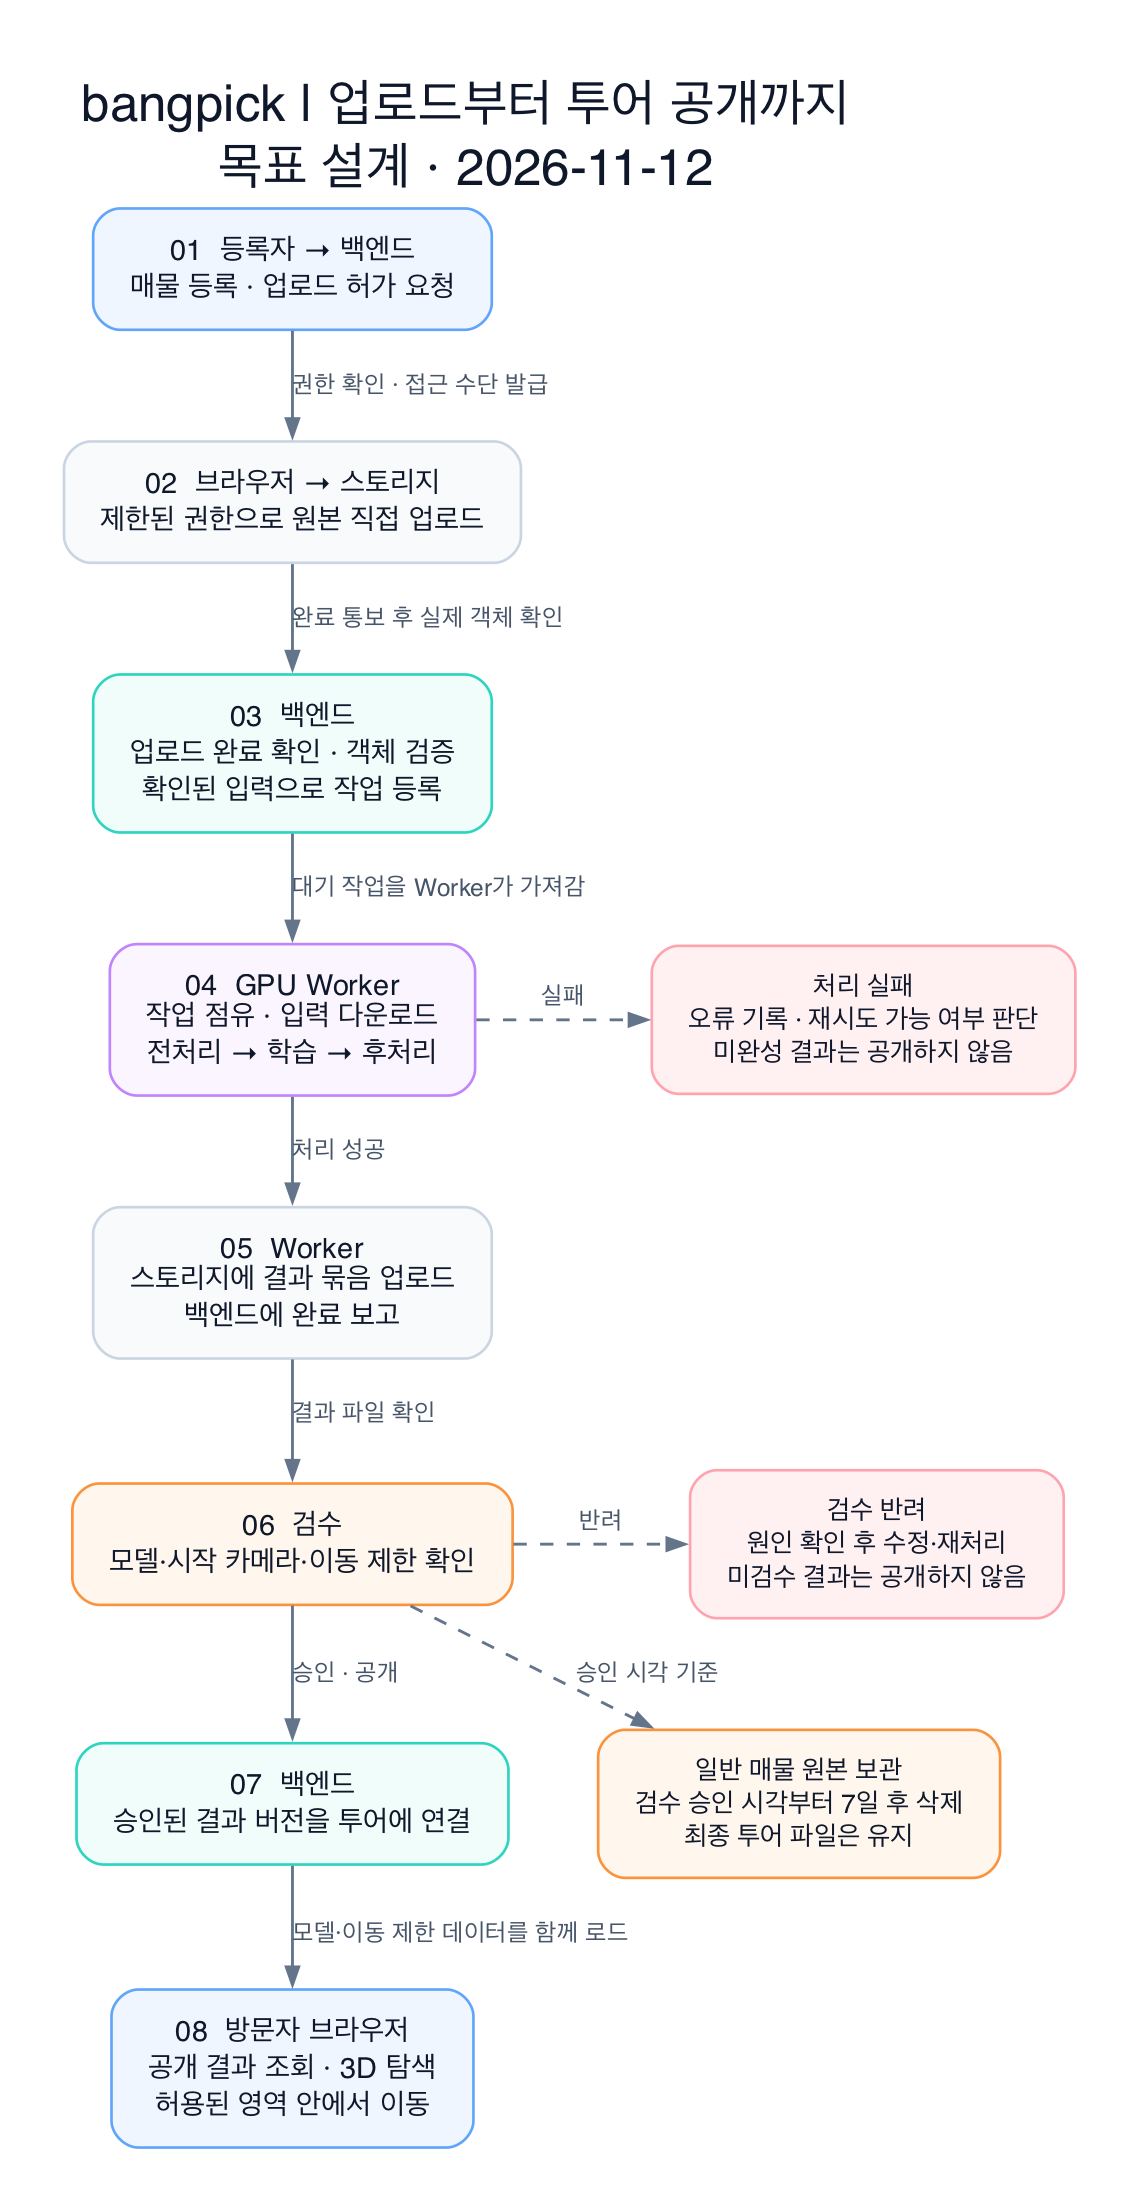 bangpick | 업로드부터 투어 공개까지
목표 설계 · 2026-11-12
01 등록자 → 백엔드
매물 등록 · 업로드 허가 요청
권한 확인 · 접근 수단 발급
02 브라우저 → 스토리지
제한된 권한으로 원본 직접 업로드
완료 통보 후 실제 객체 확인
03 백엔드
업로드 완료 확인 · 객체 검증
확인된 입력으로 작업 등록
대기 작업을 Worker가 가져감
04 GPU Worker
작업 점유 · 입력 다운로드
전처리 → 학습 → 후처리
실패
처리 실패
오류 기록 · 재시도 가능 여부 판단
미완성 결과는 공개하지 않음
처리 성공
05 Worker
스토리지에 결과 묶음 업로드
백엔드에 완료 보고
결과 파일 확인
06 검수
모델·시작 카메라·이동 제한 확인
반려
검수 반려
원인 확인 후 수정·재처리
미검수 결과는 공개하지 않음
승인 · 공개
승인 시각 기준
07 백엔드
승인된 결과 버전을 투어에 연결
일반 매물 원본 보관
검수 승인 시각부터 7일 후 삭제
최종 투어 파일은 유지
모델·이동 제한 데이터를 함께 로드
08 방문자 브라우저
공개 결과 조회 · 3D 탐색
허용된 영역 안에서 이동